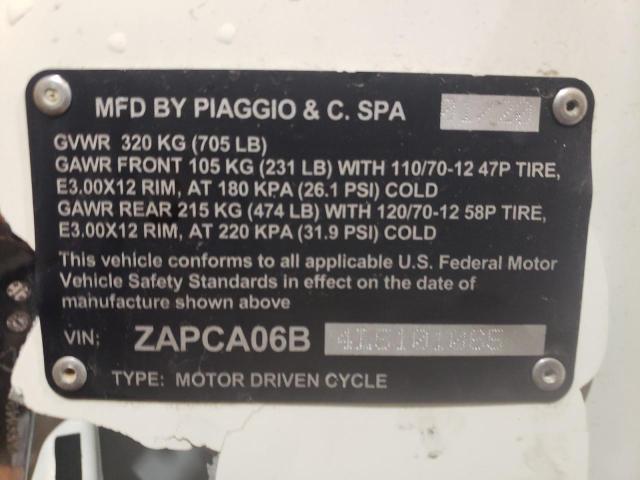 MFD BY PIAGGIO & C. SPA
GVWR 320 KG (705 LB)
GAWR FRONT 105 KG (231 LB) WITH 110/70-12 47P TIRE,
E3.00X12 RIM, AT 180 KPA (26.1 PSI) COLD
GAWR REAR 215 KG (474 LB) WITH 120/70-12 58P TIRE,
E3.00X12 RIM, AT 220 KPA (31.9 PSI) COLD
This vehicle conforms to all applicable U.S. Federal Motor
Vehicle Safety Standards in effect on the date of
manufacture shown above
VIN: ZAPCA06B
TYPE: MOTOR DRIVEN CYCLE